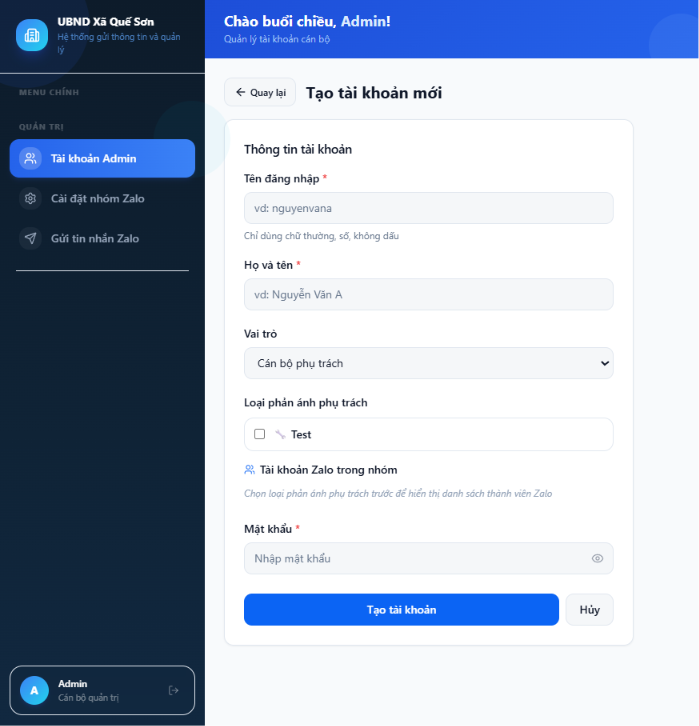 UBND Xã Quế Sơn
Hệ thống gửi thông tin và quản
lý
MENU CHÍNH
QUẢN TRỊ
Tài khoản Admin
Cài đặt nhóm Zalo
Gửi tin nhắn Zalo
A
Admin
Cán bộ quản trị
Chào buổi chiều, Admin!
Quản lý tài khoản cán bộ
← Quay lại
Tạo tài khoản mới
Thông tin tài khoản
Tên đăng nhập *
vd: nguyenvana
Chỉ dùng chữ thường, số, không dấu
Họ và tên *
vd: Nguyễn Văn A
Vai trò
Cán bộ phụ trách
Loại phản ánh phụ trách
Test
Tài khoản Zalo trong nhóm
Chọn loại phản ánh phụ trách trước để hiển thị danh sách thành viên Zalo
Mật khẩu *
Nhập mật khẩu
Tạo tài khoản
Hủy